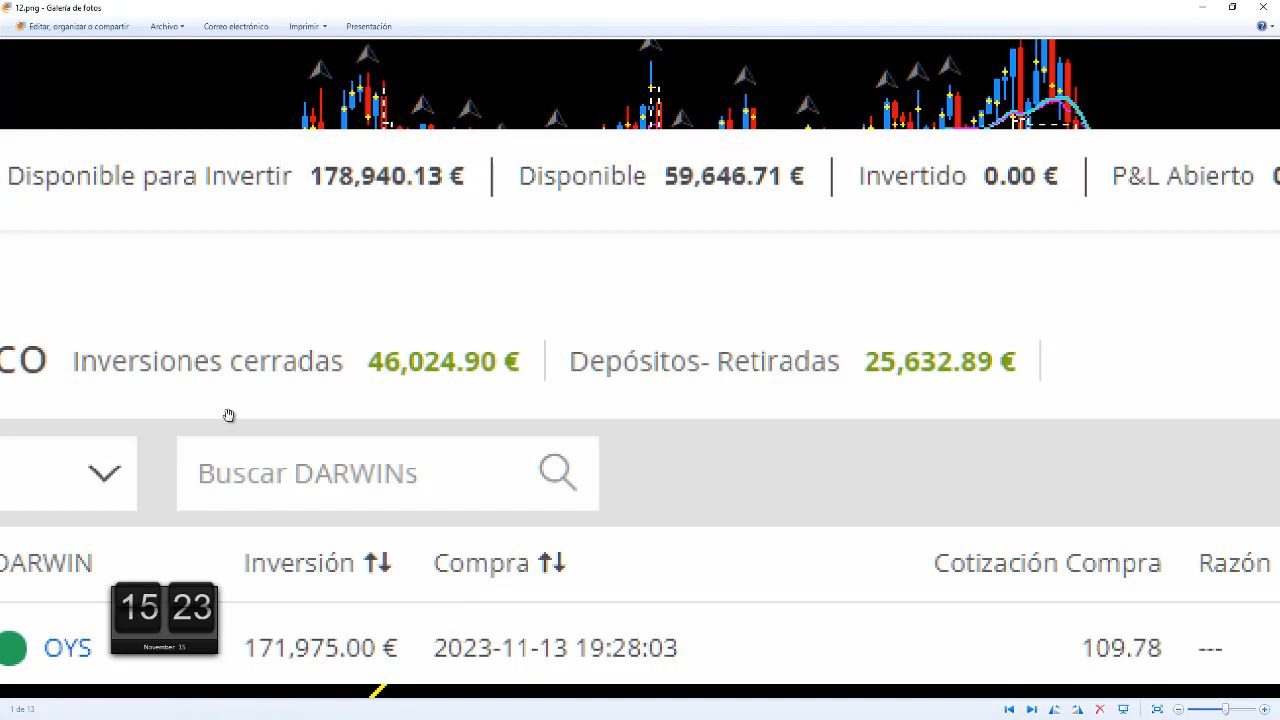 12.png - Galería de fotos
Editar, organizar o compartir Archivo Correo electrónico Imprimir Presentación
Disponible para Invertir 178,940.13 € Disponible 59,646.71 € Invertido 0.00 € P&L Abierto
CO Inversiones cerradas 46,024.90 € Depósitos- Retiradas 25,632.89 €
Buscar DARWINs
DARWIN Inversión Compra Cotización Compra Razón
15 23
November 15
OYS 171,975.00 € 2023-11-13 19:28:03 109.78 ---
1 de 13